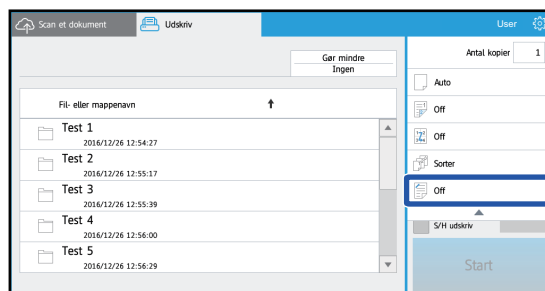 Scan et dokument
Udskriv
User
Gør mindre
Ingen
Antal kopier 1
Auto
Off
Off
Sorter
Off
S/H udskriv
Start
Fil- eller mappenavn
Test 1
2016/12/26 12:54:27
Test 2
2016/12/26 12:55:17
Test 3
2016/12/26 12:55:39
Test 4
2016/12/26 12:56:00
Test 5
2016/12/26 12:56:29